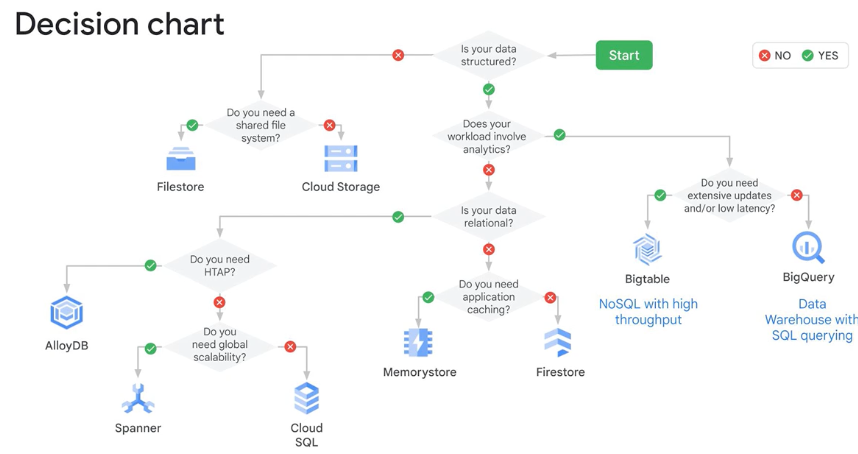 Decision chart
Start
NO YES
Is your data
structured?
Do you need a
shared file
system?
Filestore
Cloud Storage
Does your
workload involve
analytics?
Do you need
extensive updates
and/or low latency?
Bigtable
NoSQL with high
throughput
BigQuery
Data
Warehouse with
SQL querying
Is your data
relational?
Do you need
HTAP?
AlloyDB
Do you
need global
scalability?
Spanner
Cloud
SQL
Do you need
application
caching?
Memorystore
Firestore